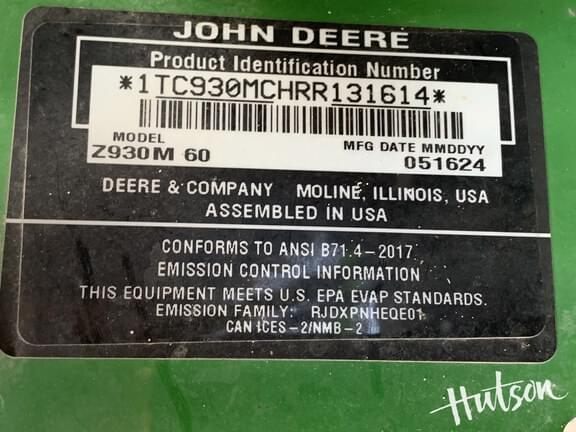 JOHN DEERE
Product Identification Number
*1TC930MCHRR131614*
MODEL
Z930M 60
MFG DATE MMDDYY
051624
DEERE & COMPANY MOLINE, ILLINOIS, USA
ASSEMBLED IN USA
CONFORMS TO ANSI B71.4-2017
EMISSION CONTROL INFORMATION
THIS EQUIPMENT MEETS U.S. EPA EVAP STANDARDS.
EMISSION FAMILY: RJDXPNHEQE01
CAN ICES-2/NMB-2
Hutson